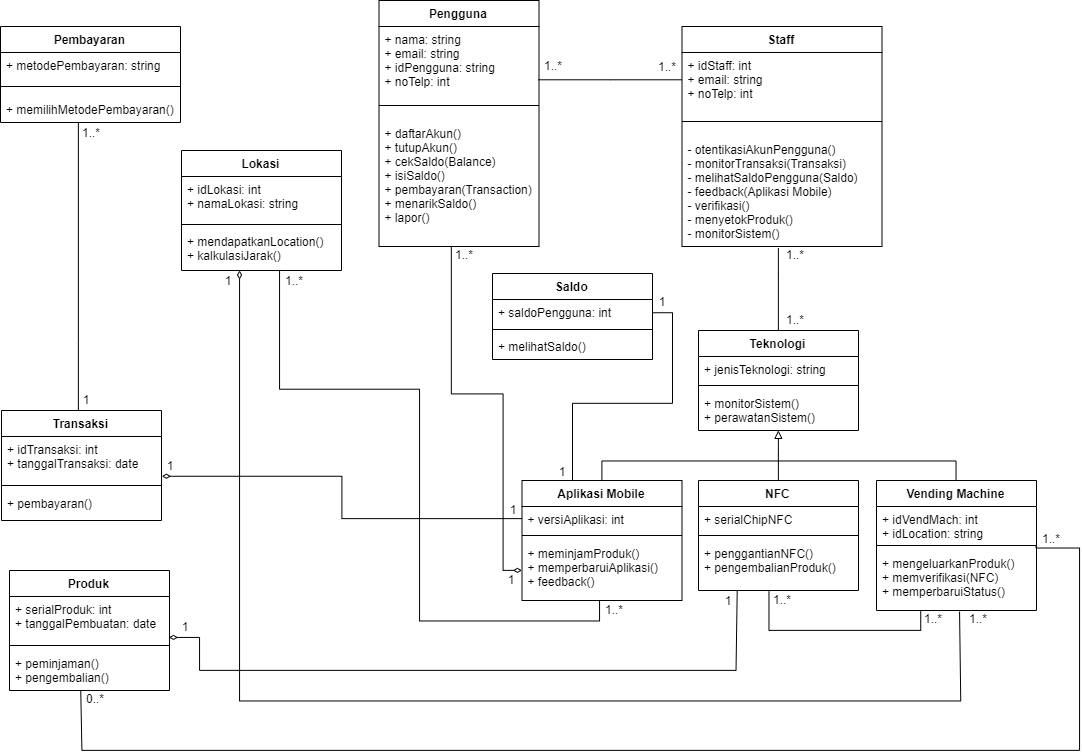 Pengguna
+ nama: string
+ email: string
+ idPengguna: string
+ noTelp: int
+ daftarAkun()
+ tutupAkun()
+ cekSaldo(Balance)
+ isiSaldo()
+ pembayaran(Transaction)
+ menarikSaldo()
+ lapor()
1..*
1..*
1..*
Staff
+ idStaff: int
+ email: string
+ noTelp: int
- otentikasiAkunPengguna()
- monitorTransaksi(Transaksi)
- melihatSaldoPengguna(Saldo)
- feedback(Aplikasi Mobile)
- verifikasi()
- menyetokProduk()
- monitorSistem()
1..*
1..*
Pembayaran
+ metodePembayaran: string
+ memilihMetodePembayaran()
1..*
1
Lokasi
+ idLokasi: int
+ namaLokasi: string
+ mendapatkanLocation()
+ kalkulasiJarak()
1
1..*
Saldo
+ saldoPengguna: int
+ melihatSaldo()
1
1
Teknologi
+ jenisTeknologi: string
+ monitorSistem()
+ perawatanSistem()
Transaksi
+ idTransaksi: int
+ tanggalTransaksi: date
+ pembayaran()
1
1
Aplikasi Mobile
+ versiAplikasi: int
+ meminjamProduk()
+ memperbaruiAplikasi()
+ feedback()
1
1..*
NFC
+ serialChipNFC
+ penggantianNFC()
+ pengembalianProduk()
1
1..*
Vending Machine
+ idVendMach: int
+ idLocation: string
+ mengeluarkanProduk()
+ memverifikasi(NFC)
+ memperbaruiStatus()
1..*
1..*
1..*
Produk
+ serialProduk: int
+ tanggalPembuatan: date
+ peminjaman()
+ pengembalian()
1
0..*